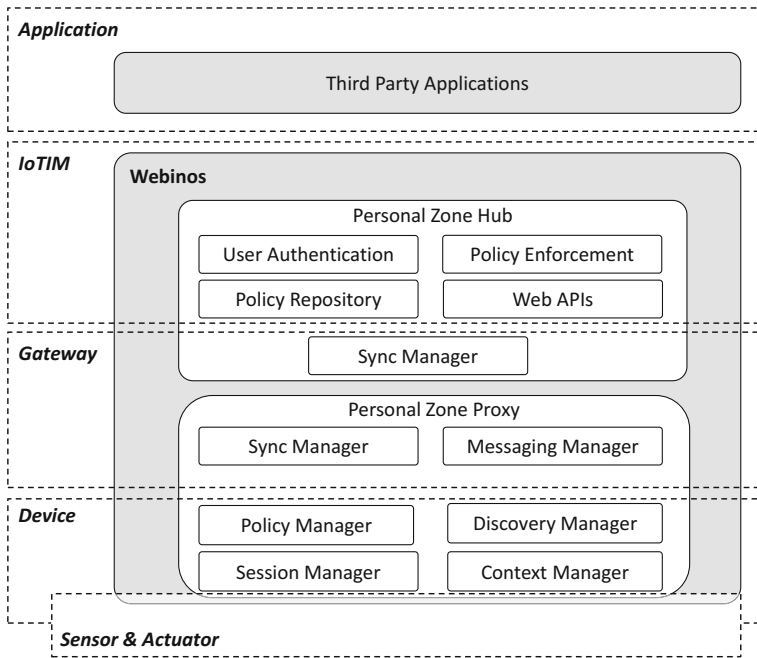 Application
Third Party Applications
IoTIM
Webinos
Personal Zone Hub
User Authentication
Policy Enforcement
Policy Repository
Web APIs
Gateway
Sync Manager
Personal Zone Proxy
Sync Manager
Messaging Manager
Device
Policy Manager
Discovery Manager
Session Manager
Context Manager
Sensor & Actuator